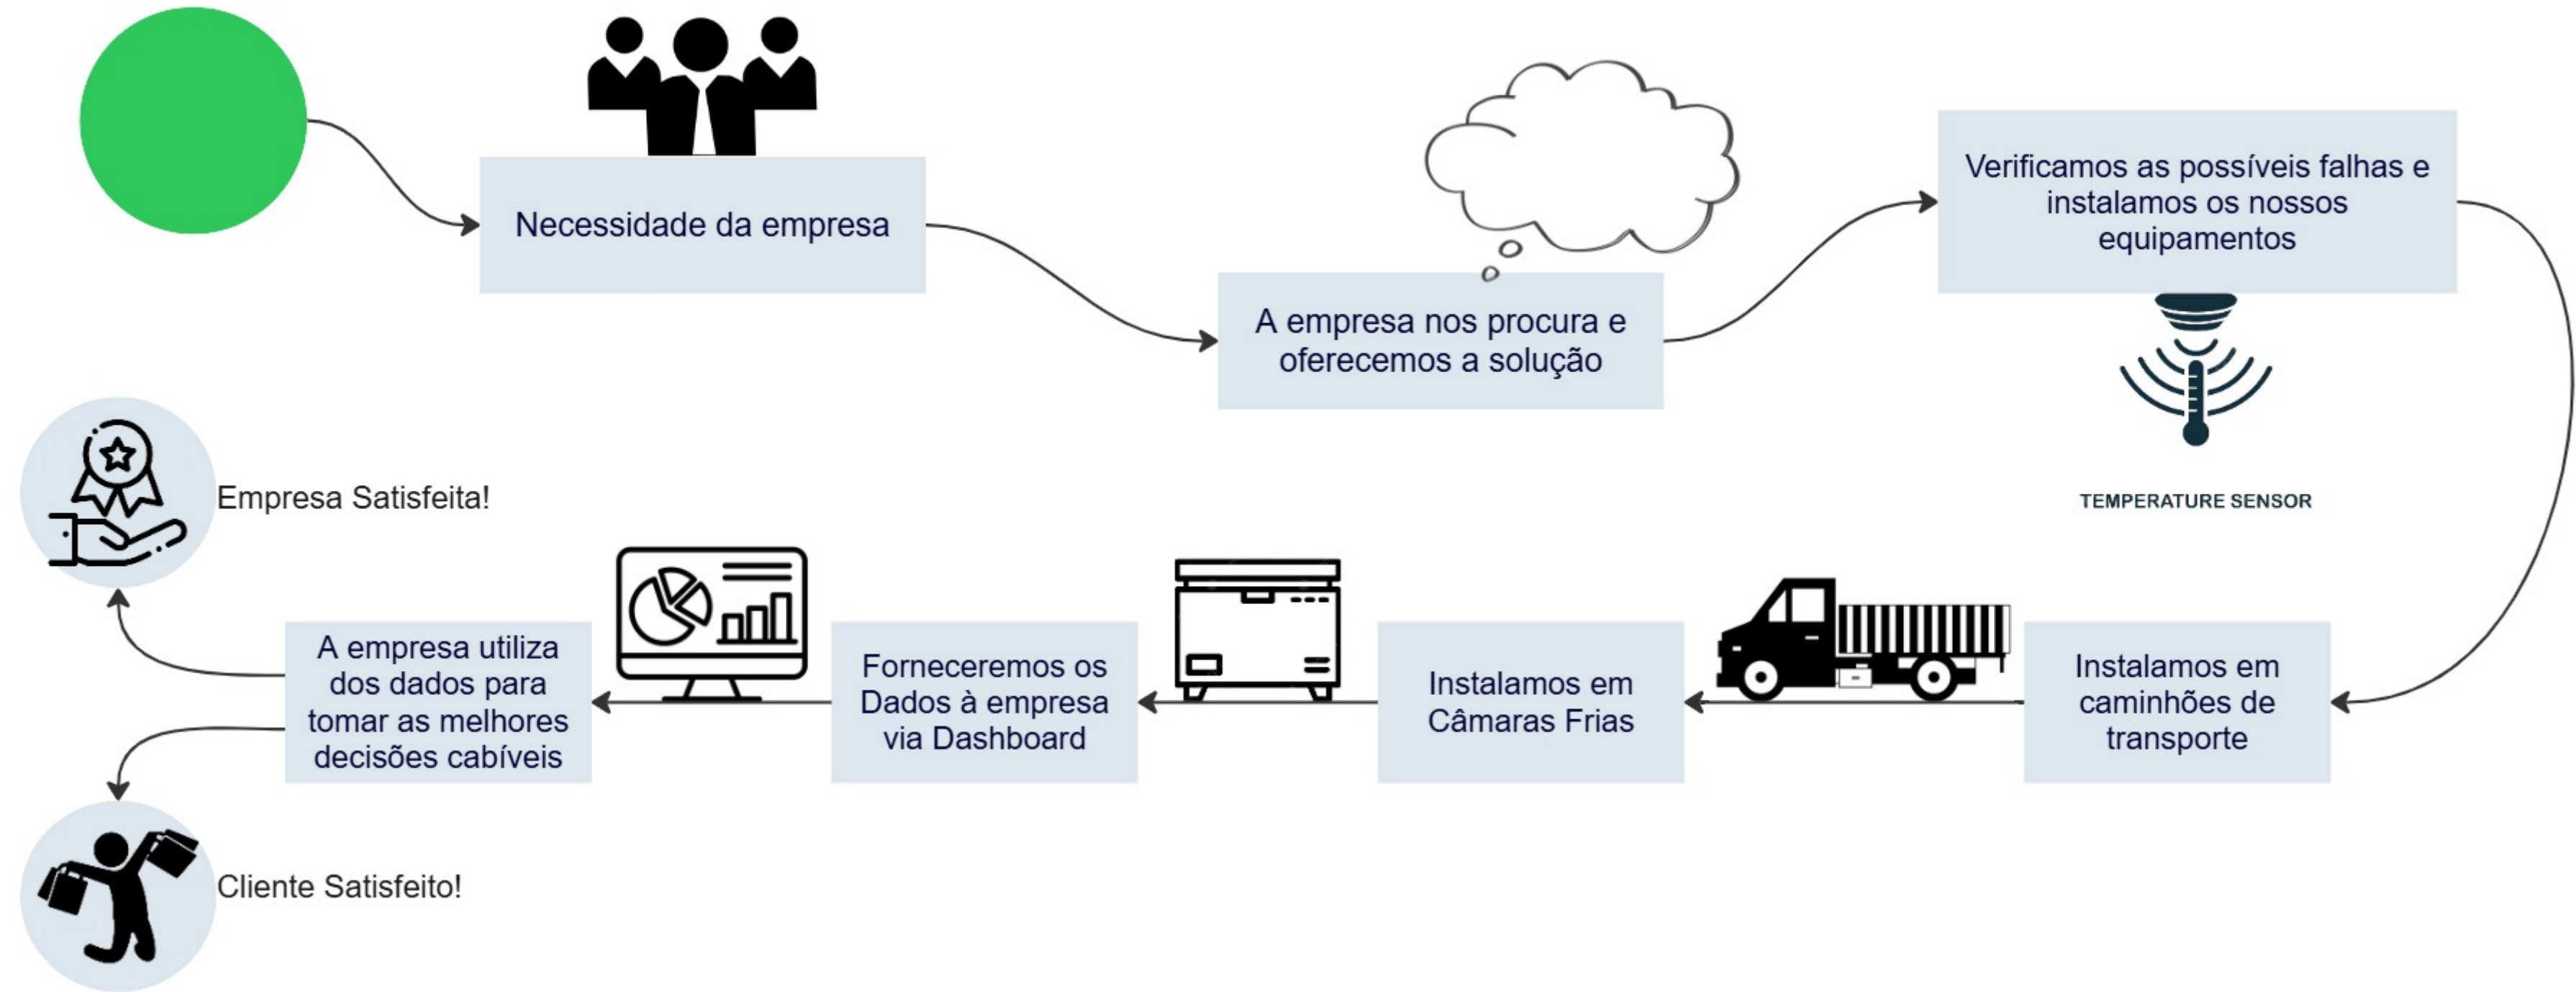 Necessidade da empresa
A empresa nos procura e
oferecemos a solução
Verificamos as possíveis falhas e
instalamos os nossos
equipamentos
TEMPERATURE SENSOR
Instalamos em
caminhões de
transporte
Instalamos em
Câmaras Frias
Forneceremos os
Dados à empresa
via Dashboard
A empresa utiliza
dos dados para
tomar as melhores
decisões cabíveis
Empresa Satisfeita!
Cliente Satisfeito!